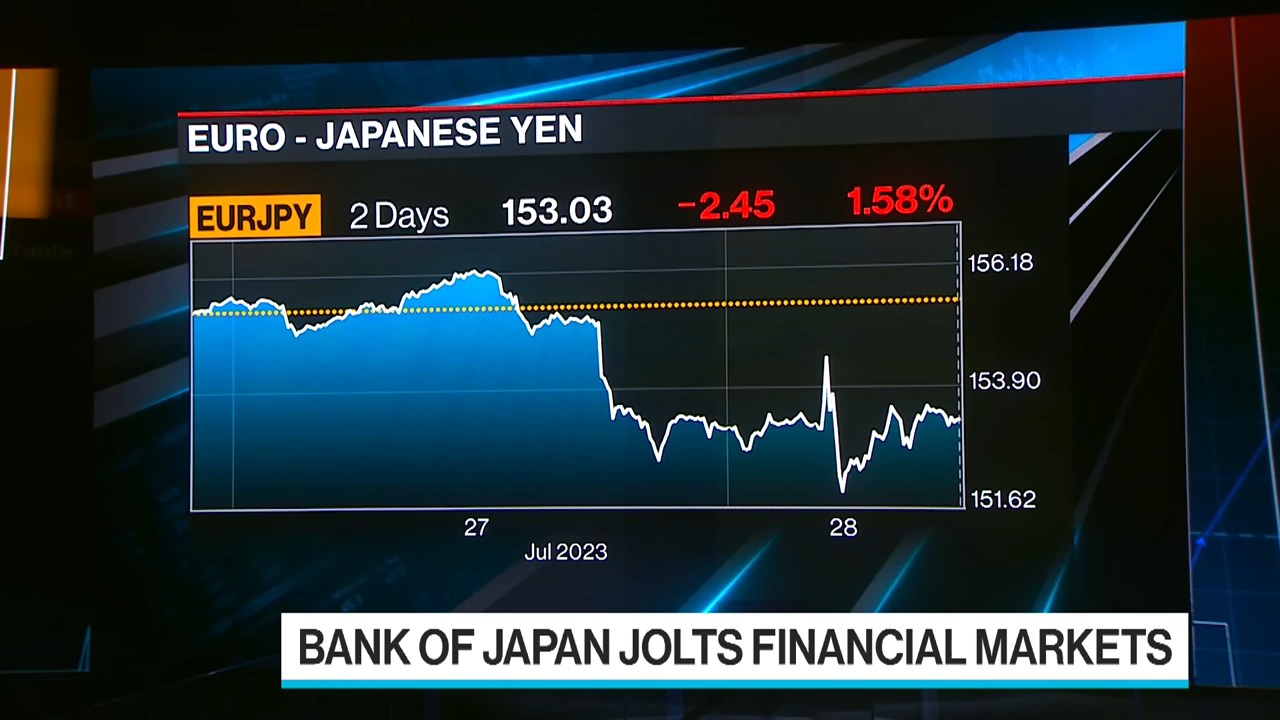 EURO - JAPANESE YEN
EURJPY 2 Days 153.03 -2.45 1.58%
156.18
153.90
151.62
27 28
Jul 2023
BANK OF JAPAN JOLTS FINANCIAL MARKETS